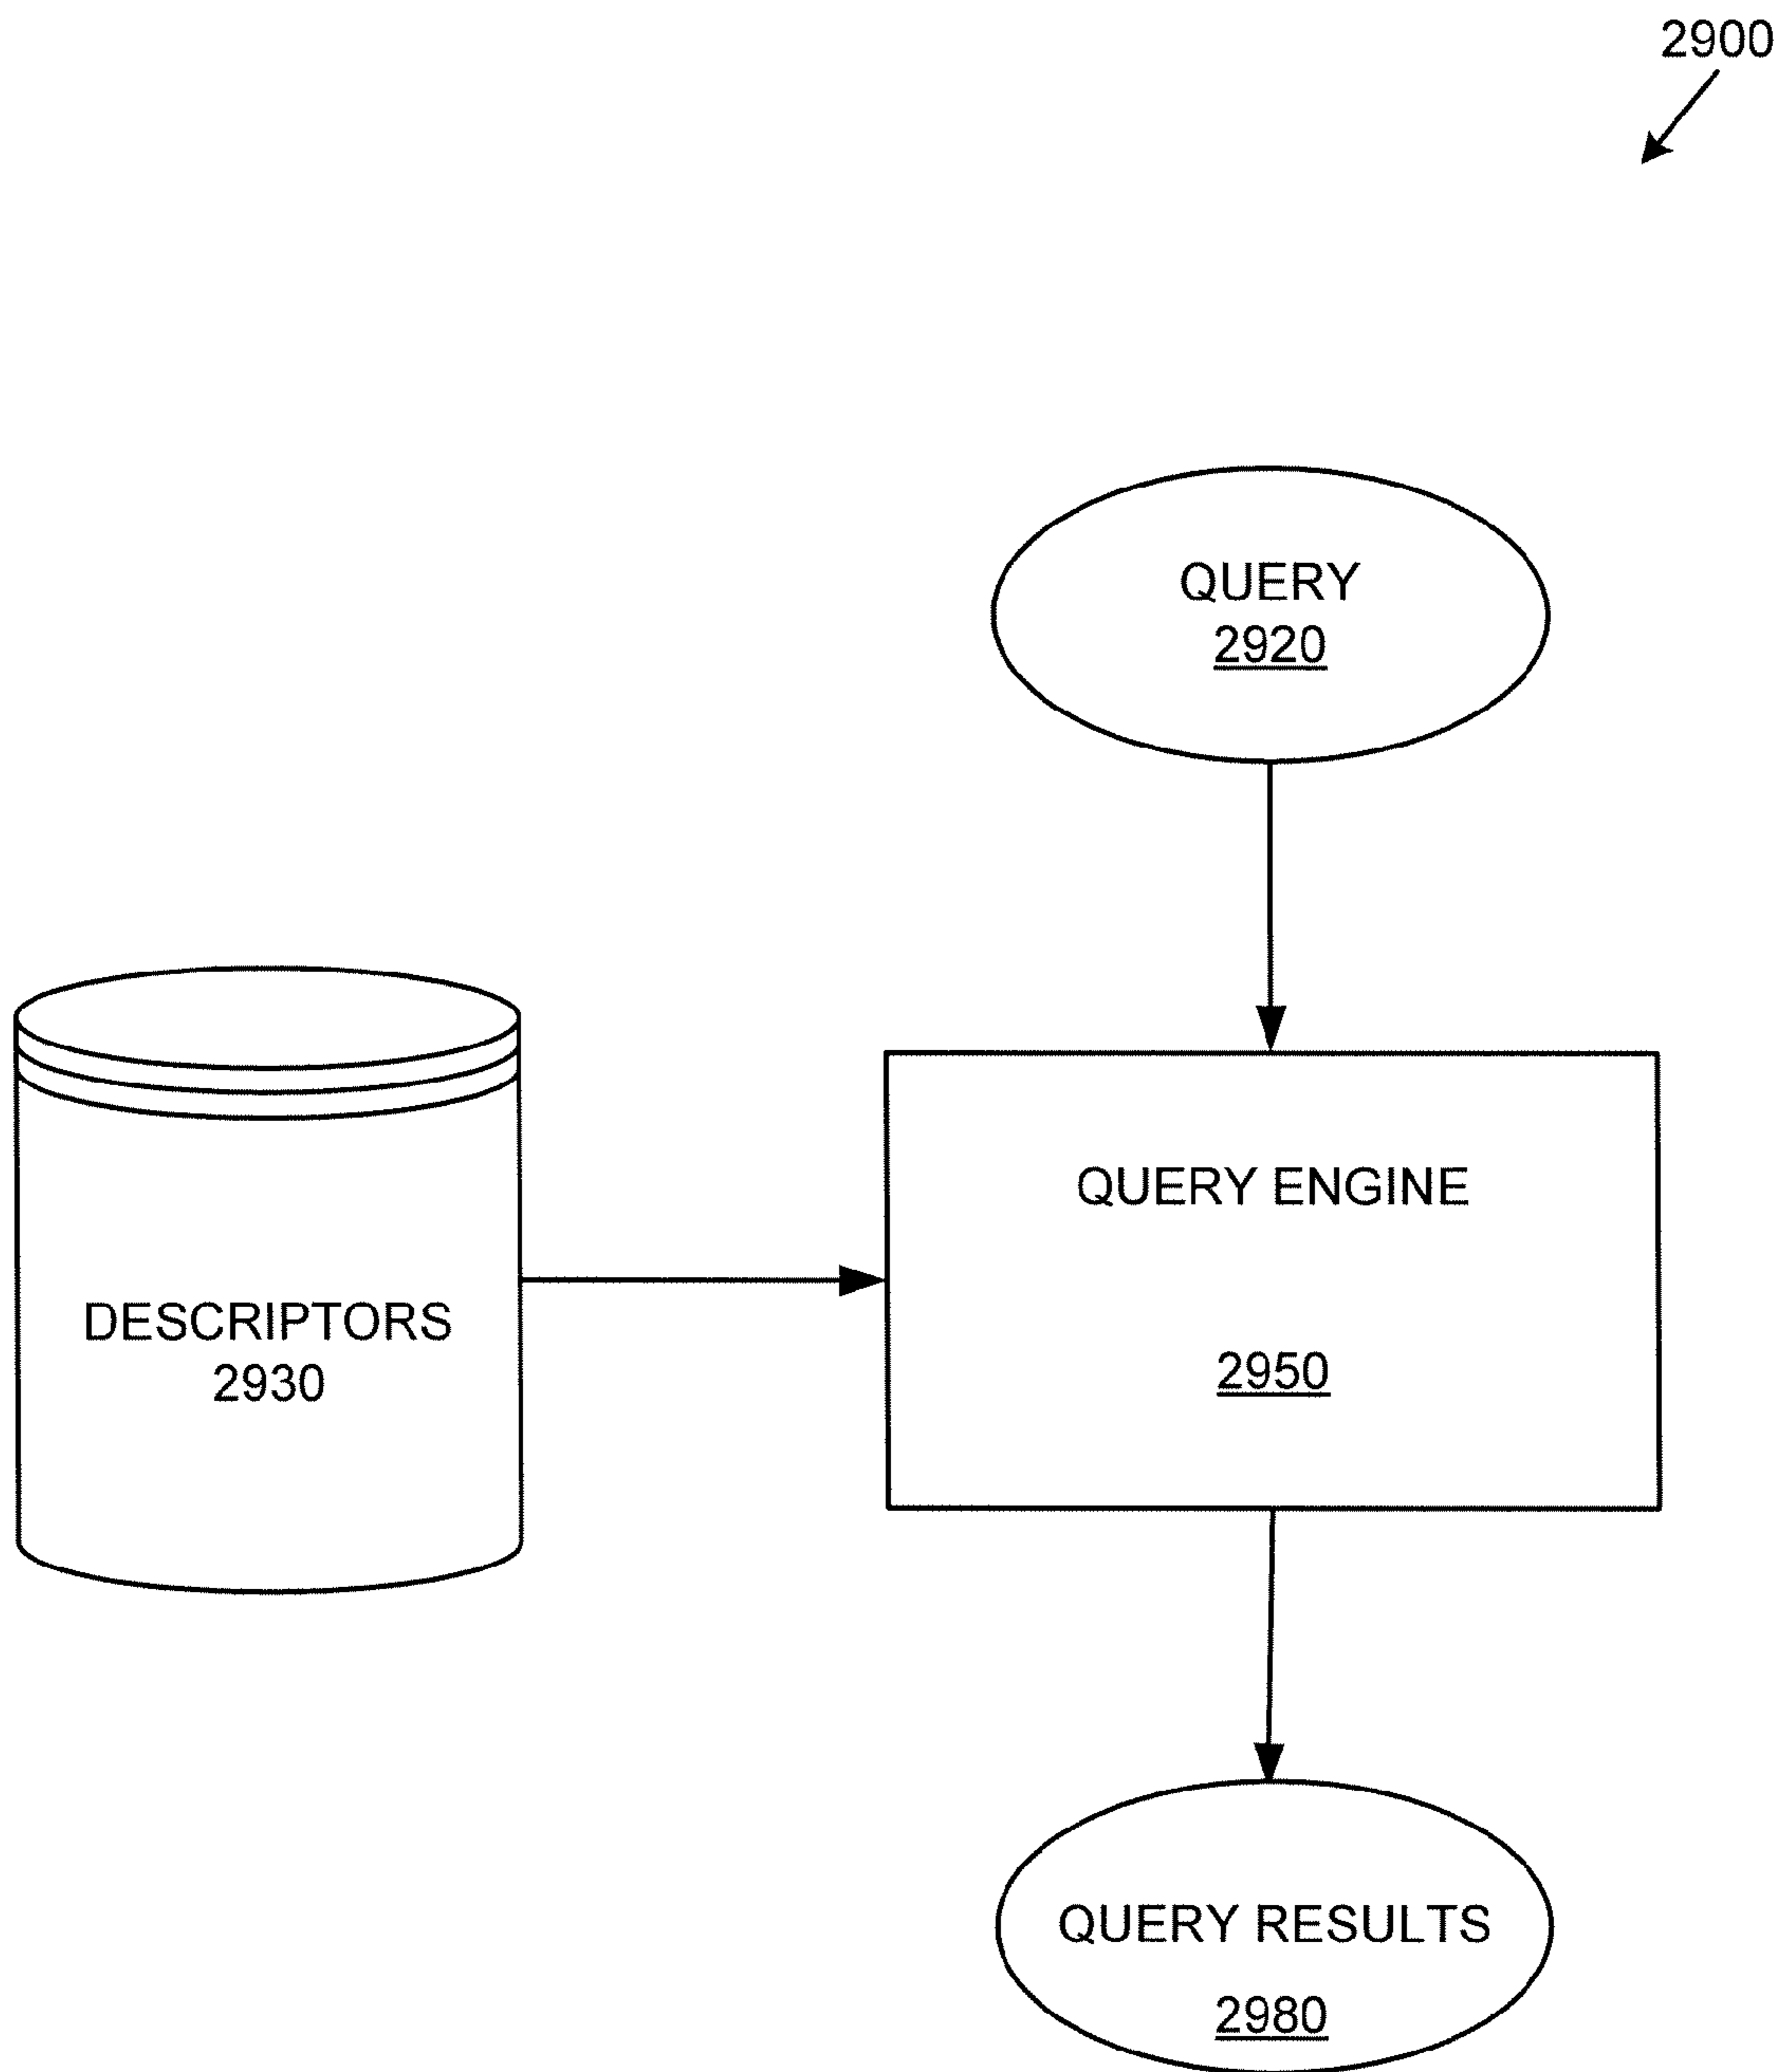 2900
QUERY
2920
QUERY ENGINE
2950
DESCRIPTORS
2930
QUERY RESULTS
2980